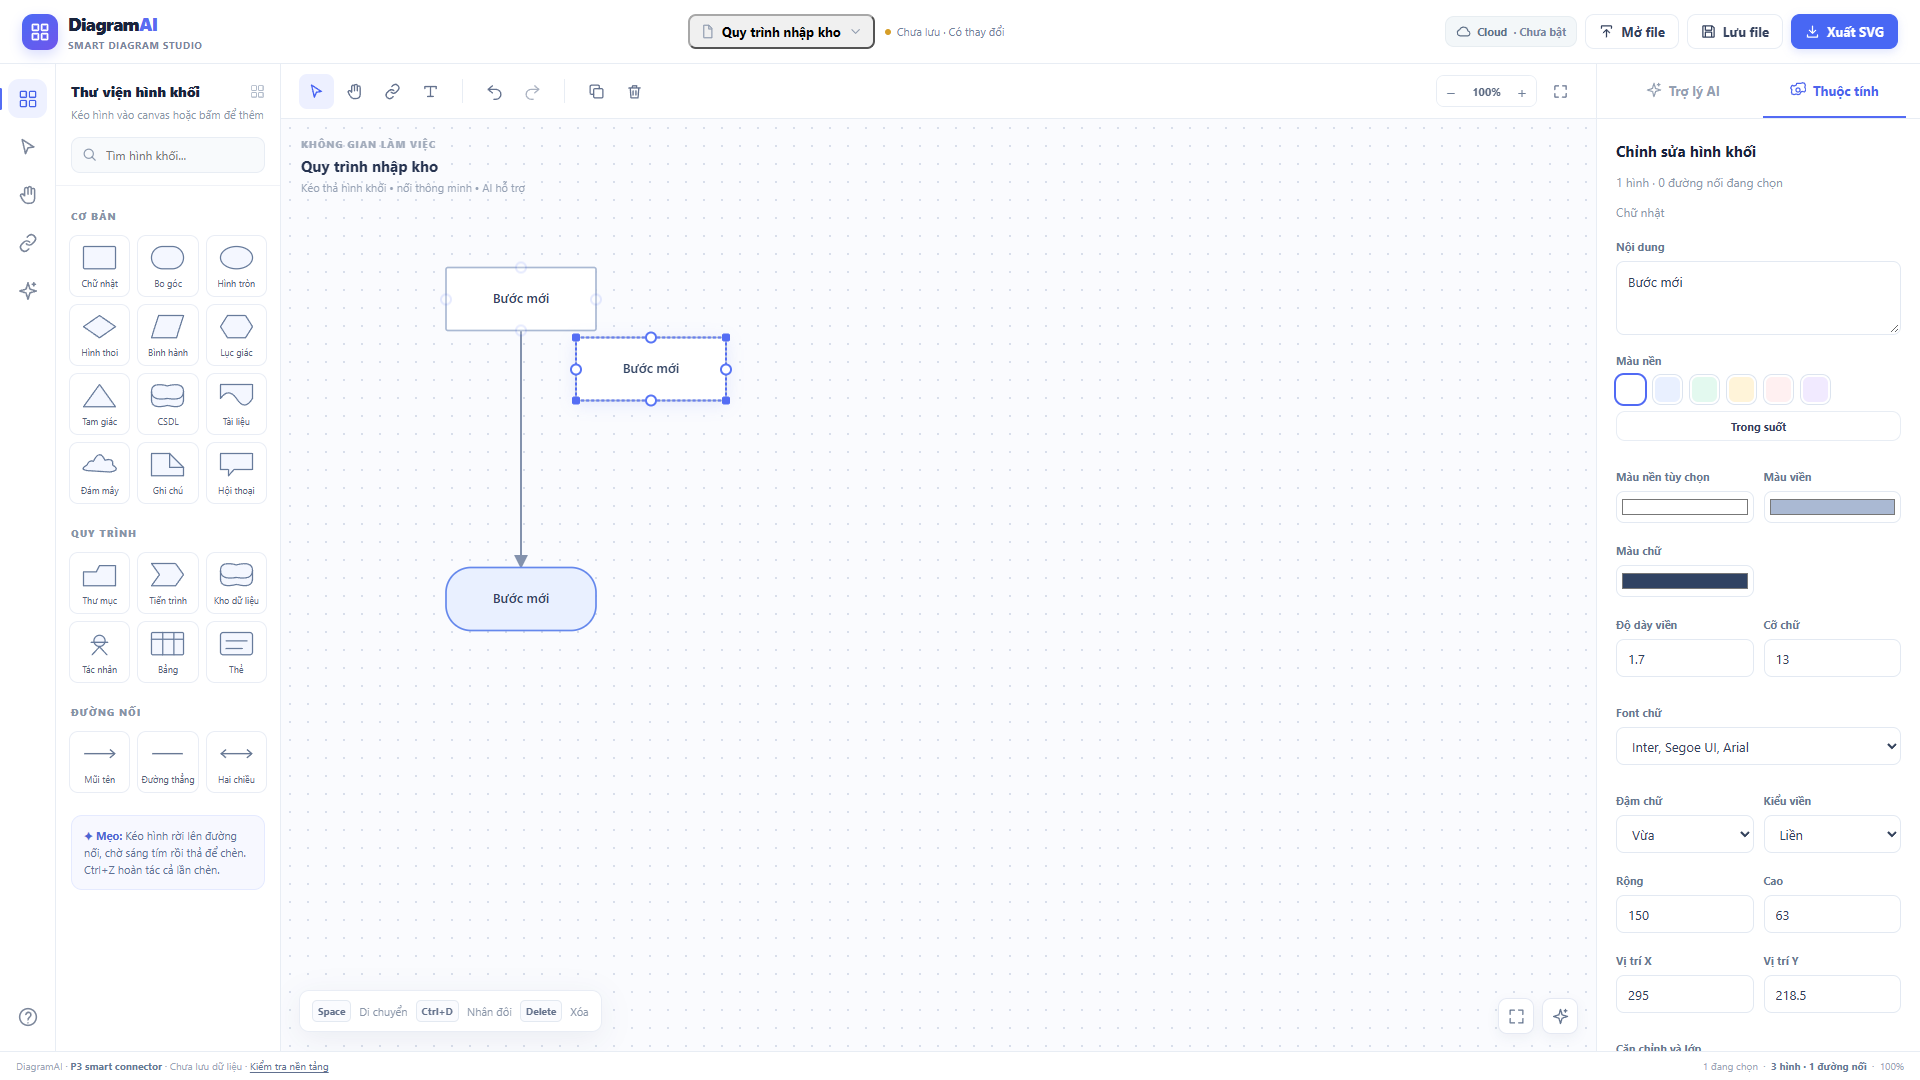 DiagramAI
SMART DIAGRAM STUDIO
Quy trình nhập kho
Chưa lưu · Có thay đổi
Cloud · Chưa bật
Mở file
Lưu file
Xuất SVG
Thư viện hình khối
Kéo hình vào canvas hoặc bấm để thêm
Tìm hình khối...
CƠ BẢN
Chữ nhật
Bo góc
Hình tròn
Hình thoi
Bình hành
Lục giác
Tam giác
CSDL
Tài liệu
Đám mây
Ghi chú
Hội thoại
QUY TRÌNH
Thư mục
Tiến trình
Kho dữ liệu
Tác nhân
Bảng
Thẻ
ĐƯỜNG NỐI
Mũi tên
Đường thẳng
Hai chiều
✦ Mẹo: Kéo hình rời lên đường
nối, chờ sáng tím rồi thả để chèn.
Ctrl+Z hoàn tác cả lần chèn.
T
− 100% +
KHÔNG GIAN LÀM VIỆC
Quy trình nhập kho
Kéo thả hình khối • nối thông minh • AI hỗ trợ
Bước mới
Bước mới
Bước mới
Space Di chuyển Ctrl+D Nhân đôi Delete Xóa
Trợ lý AI
Thuộc tính
Chỉnh sửa hình khối
1 hình · 0 đường nối đang chọn
Chữ nhật
Nội dung
Bước mới
Màu nền
Trong suốt
Màu nền tùy chọn
Màu viền
Màu chữ
Độ dày viền
Cỡ chữ
1.7
13
Font chữ
Inter, Segoe UI, Arial
Đậm chữ
Kiểu viền
Vừa
Liền
Rộng
Cao
150
63
Vị trí X
Vị trí Y
295
218.5
Căn chỉnh và lớp
DiagramAI · P3 smart connector · Chưa lưu dữ liệu · Kiểm tra nền tảng
1 đang chọn · 3 hình · 1 đường nối · 100%